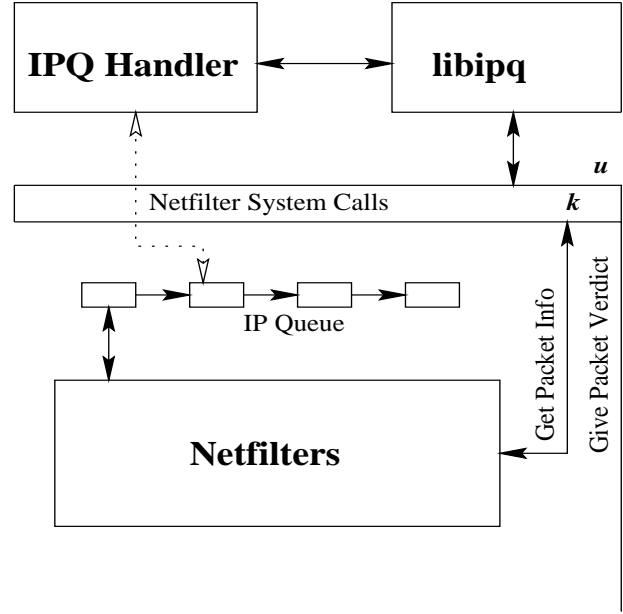 IPQ Handler
libipq
u
Netfilter System Calls
k
IP Queue
Get Packet Info
Give Packet Verdict
Netfilters